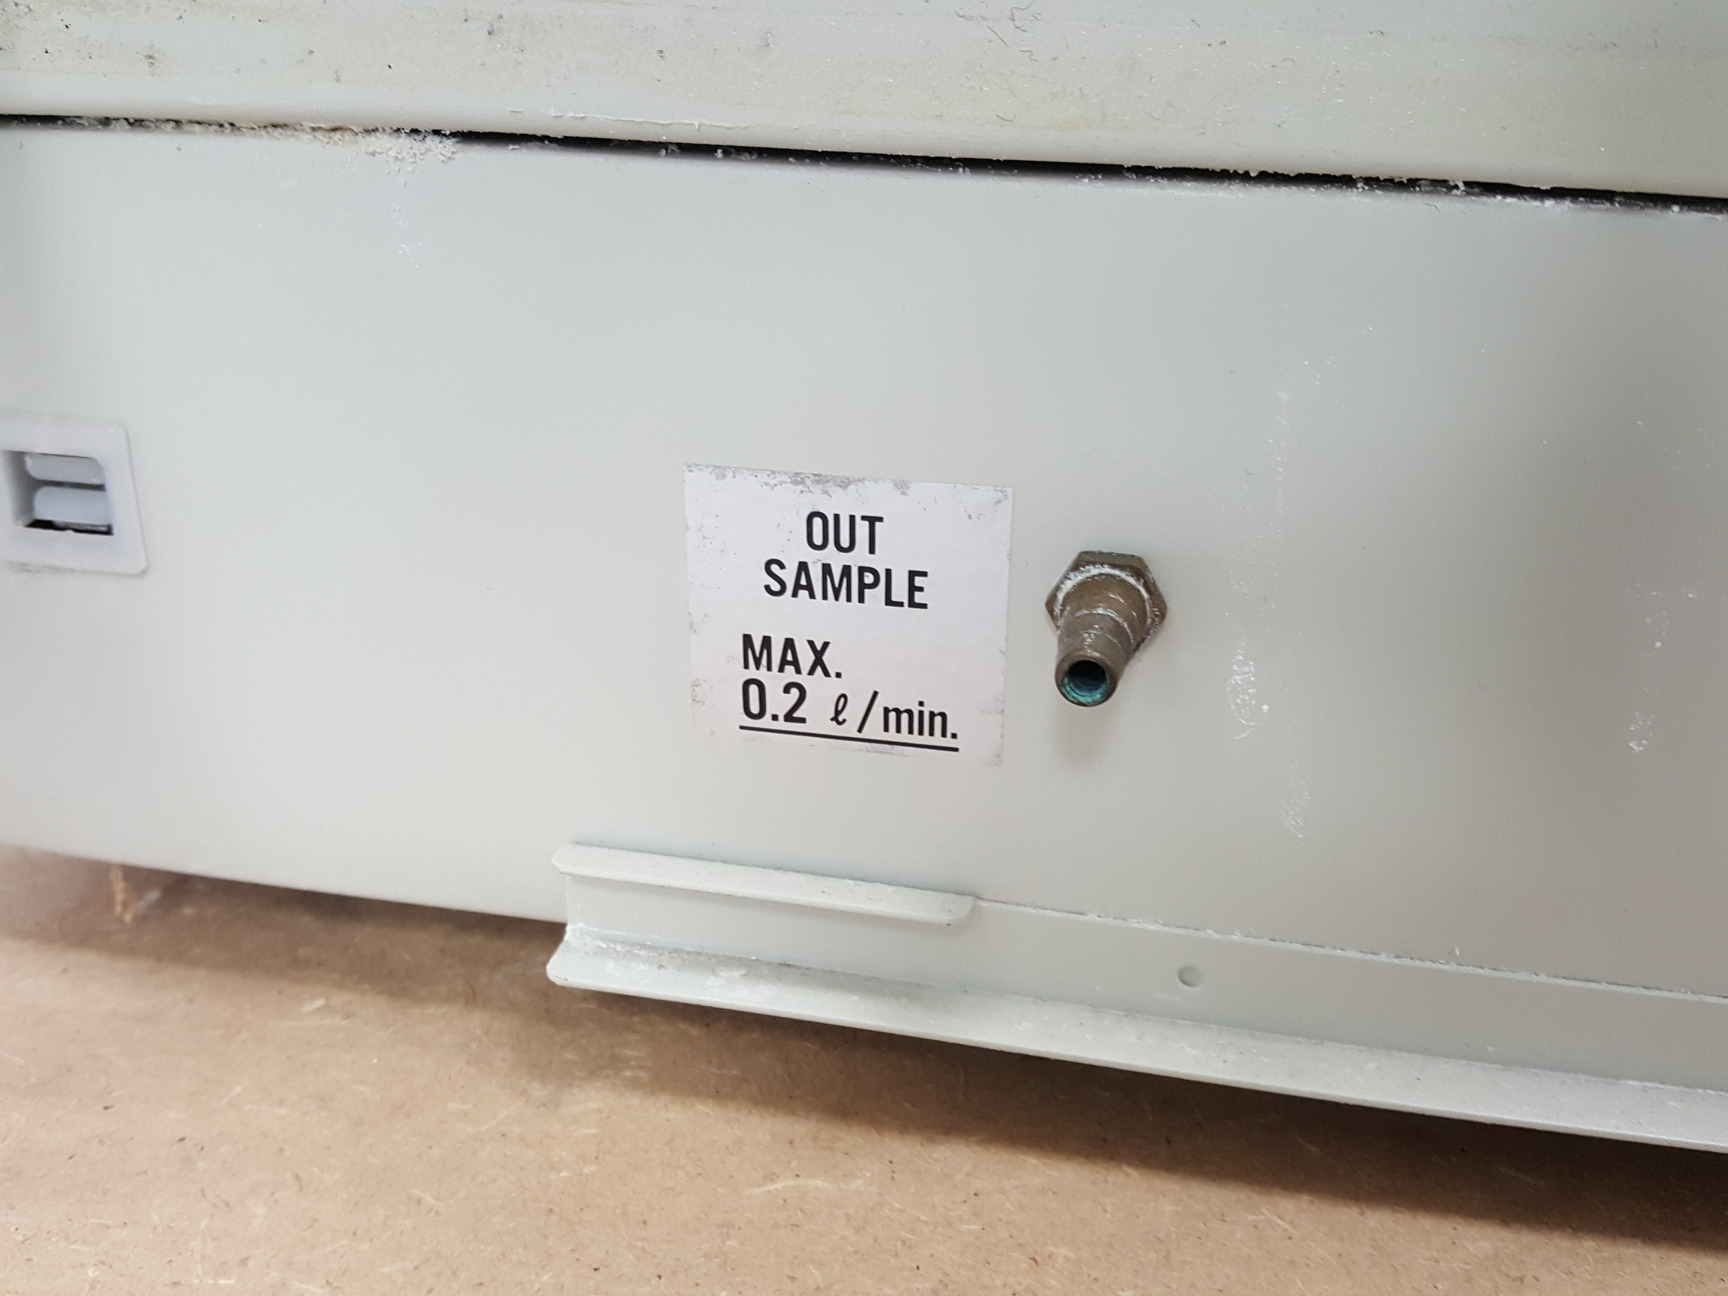 OUT
SAMPLE
MAX.
0.2 ℓ/min.